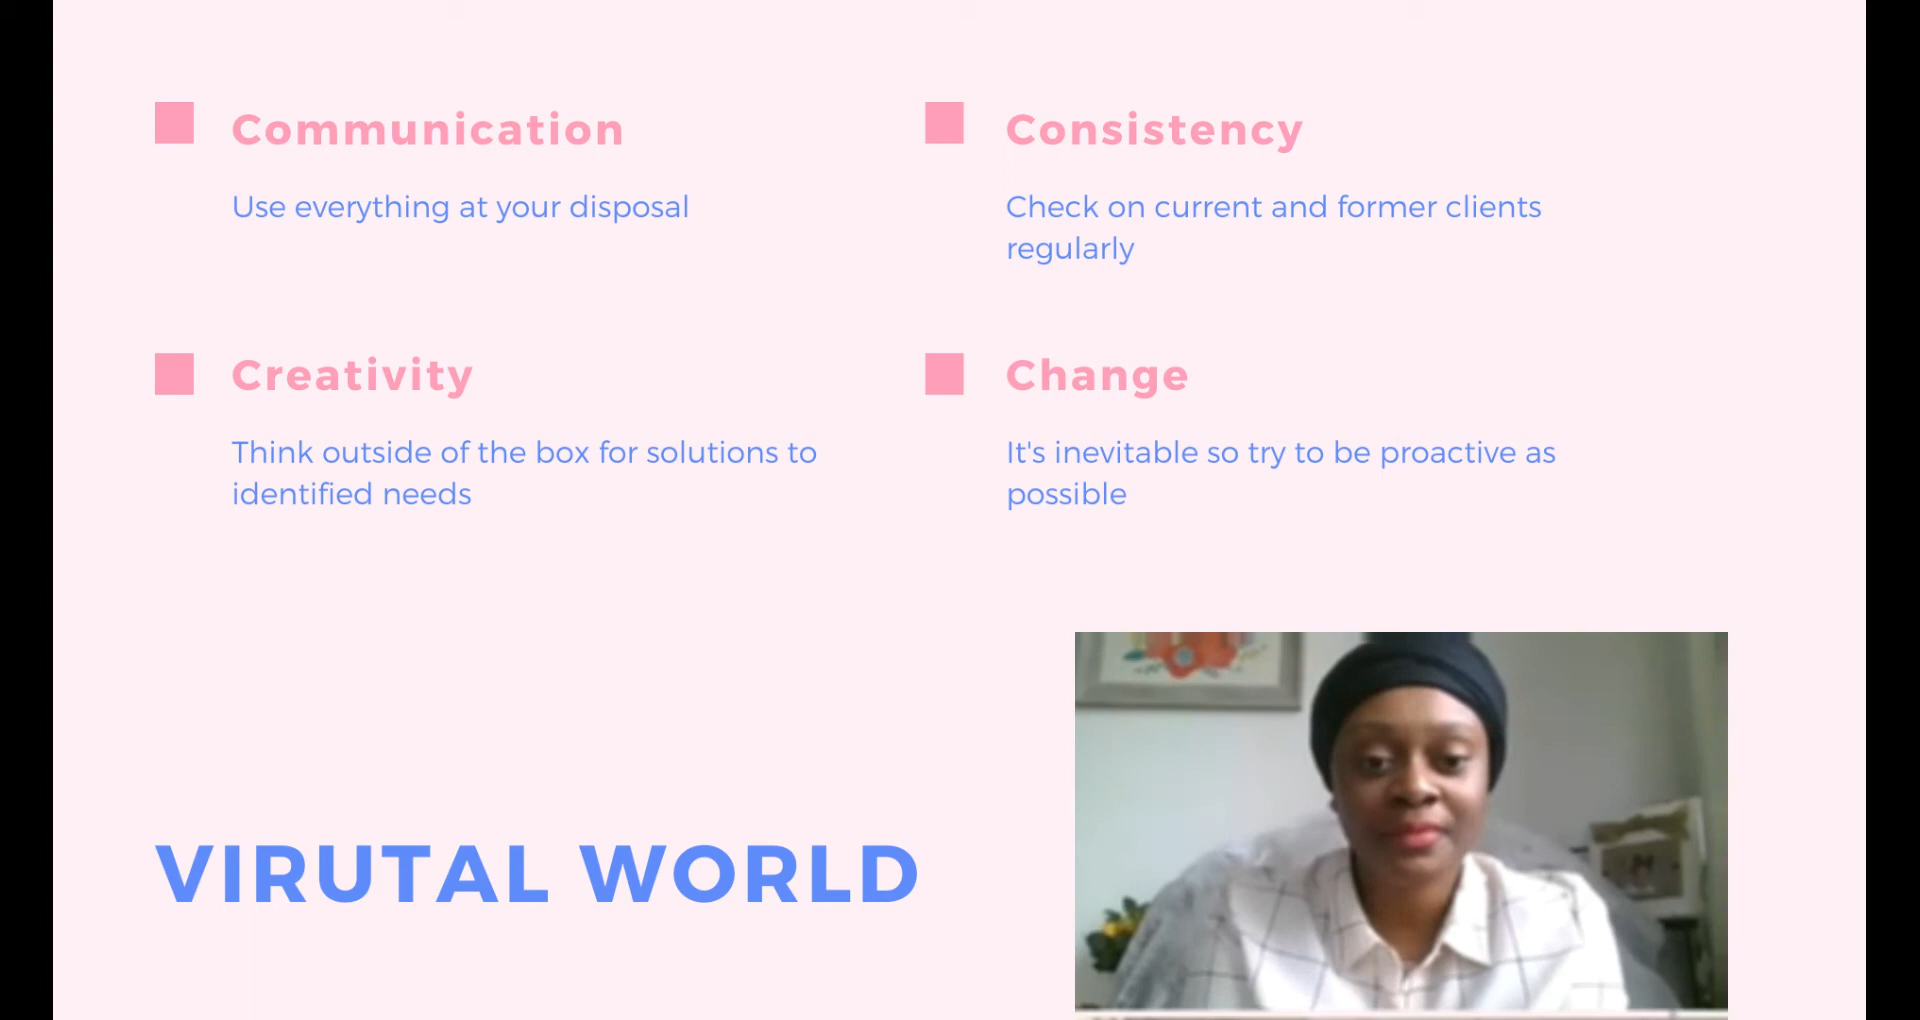 Communication
Use everything at your disposal
Consistency
Check on current and former clients
regularly
Creativity
Think outside of the box for solutions to
identified needs
Change
It's inevitable so try to be proactive as
possible
VIRUTAL WORLD